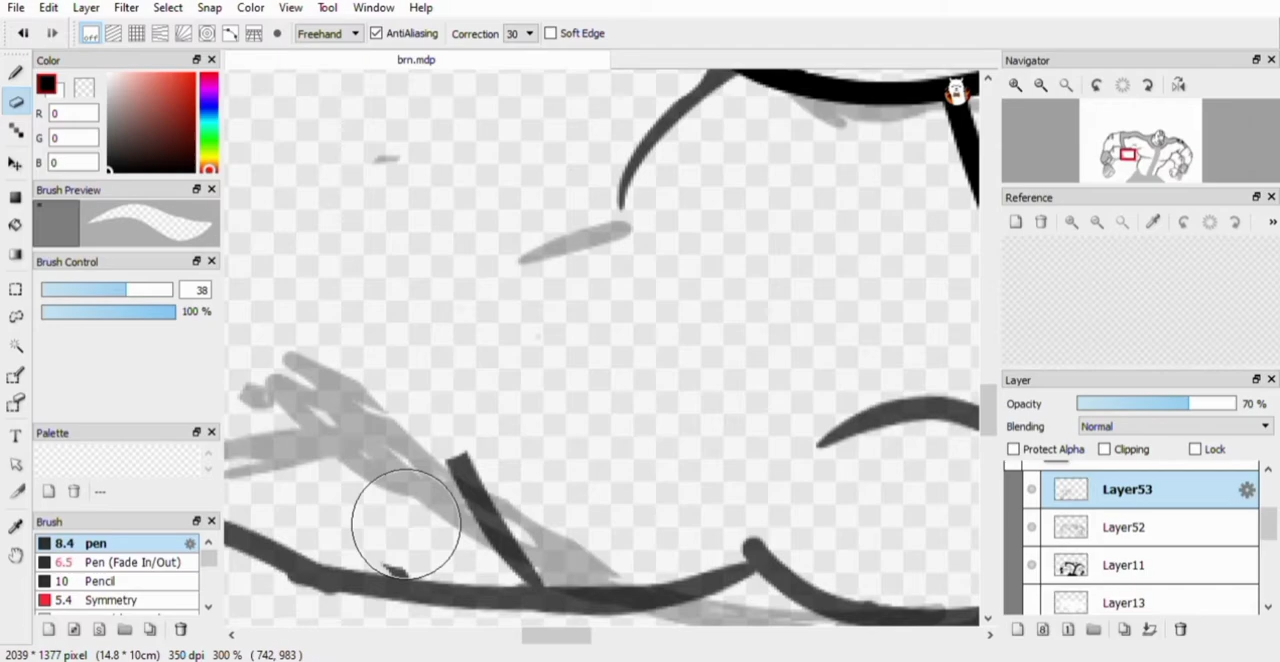 File Edit Layer Filter Select Snap Color View Tool Window Help
off Freehand AntiAliasing Correction 30 Soft Edge
Color
brn.mdp
Navigator
R 0
G 0
B 0
Brush Preview
Reference
Brush Control
38
100 %
Layer
Opacity 70 %
Blending Normal
Palette
Protect Alpha Clipping Lock
Layer53
Brush
Layer52
8.4 pen
6.5 Pen (Fade In/Out)
Layer11
10 Pencil
5.4 Symmetry
Layer13
2039 * 1377 pixel (14.8 * 10cm) 350 dpi 300 % ( 742, 983 )